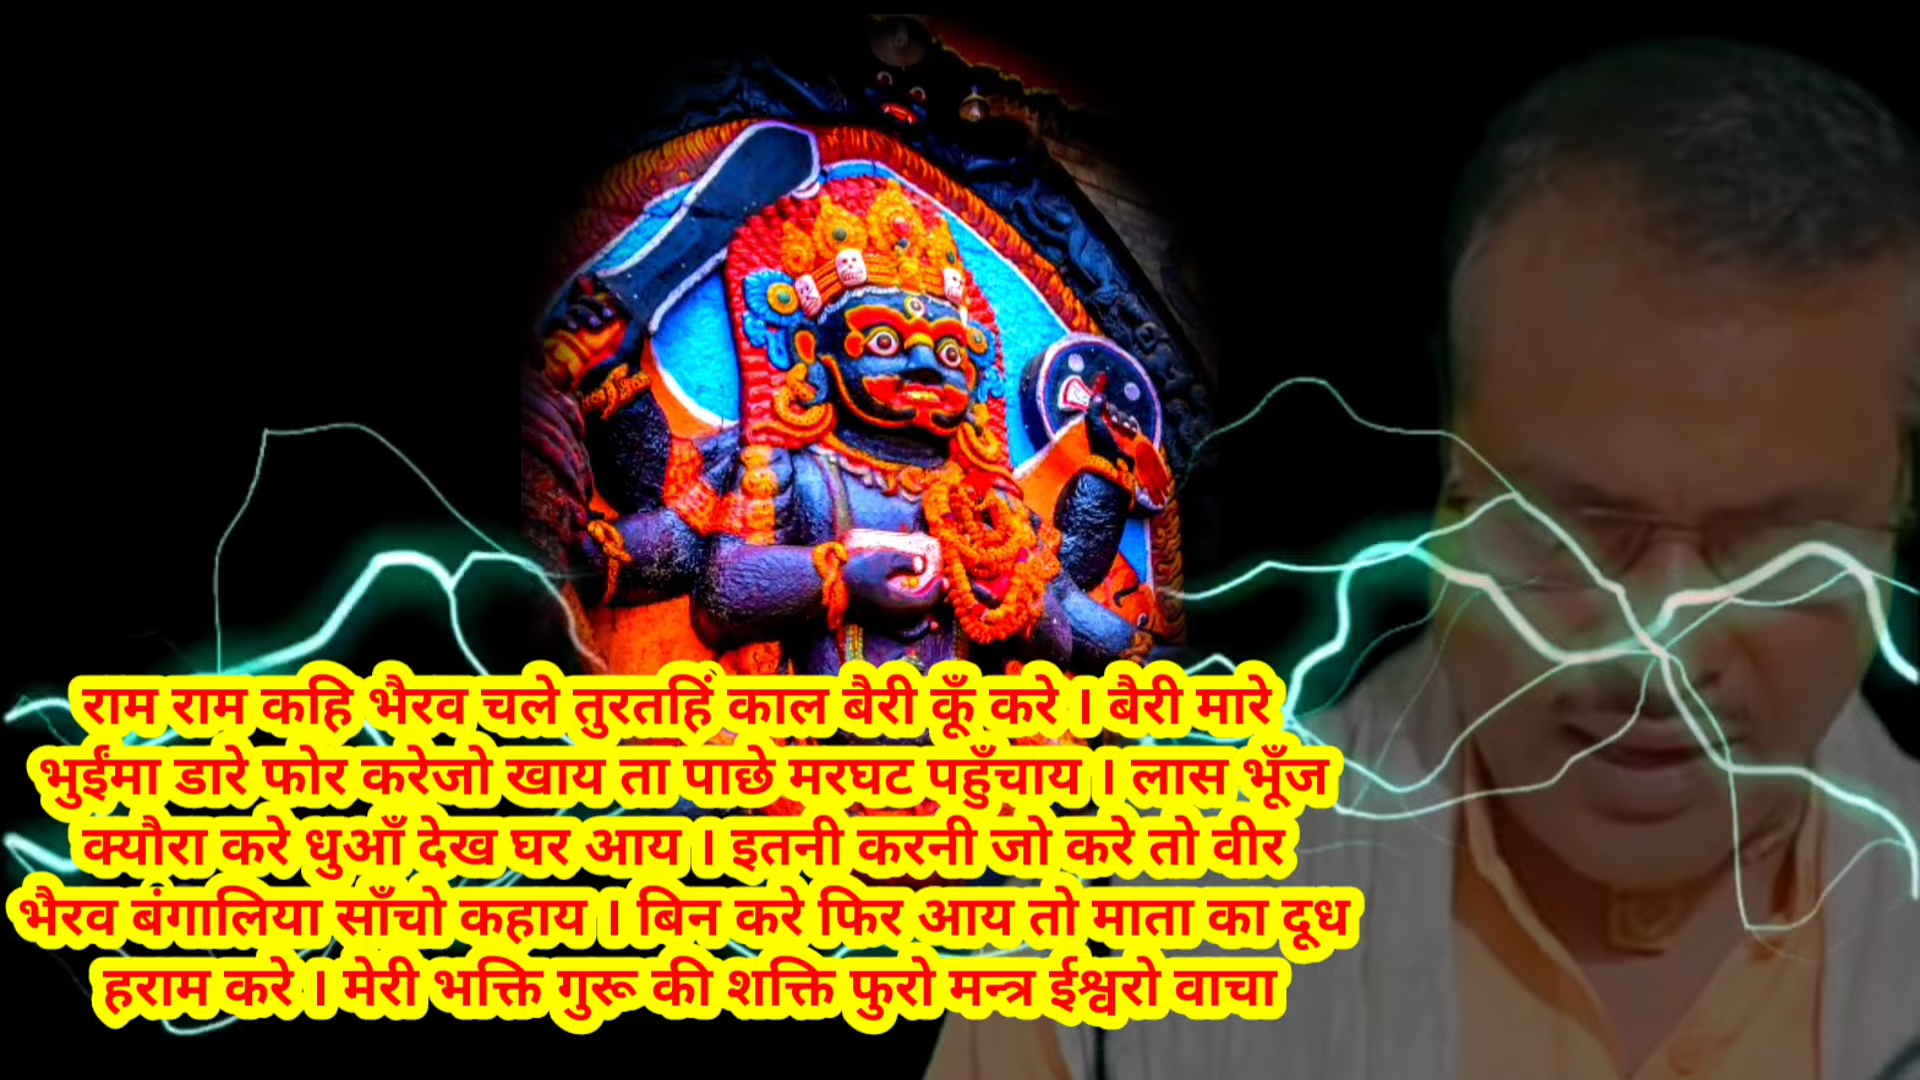 राम राम कहि भैरव चले तुरतहिं काल बैरी कूँ करे । बैरी मारे
भुईंमा डारे फोर करेजो खाय ता पाछे मरघट पहुँचाय । लास भूँज
क्यौरा करे धुआँ देख घर आय । इतनी करनी जो करे तो वीर
भैरव बंगालिया साँचो कहाय । बिन करे फिर आय तो माता का दूध
हराम करे । मेरी भक्ति गुरू की शक्ति फुरो मन्त्र ईश्वरो वाचा